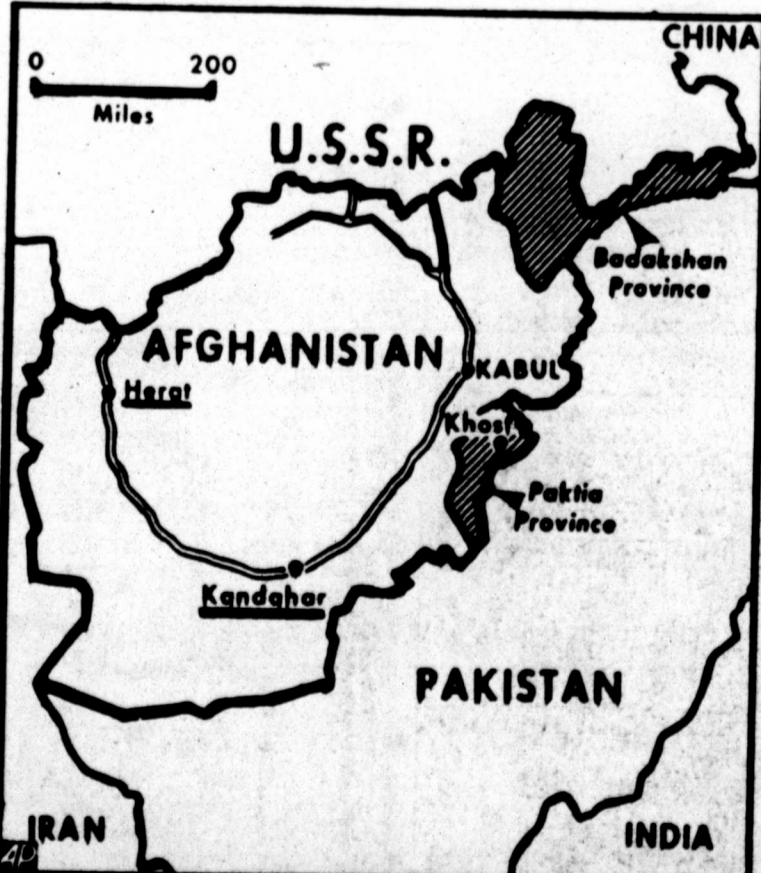 CHINA
0 200
Miles
U.S.S.R.
Badakshan
Province
AFGHANISTAN
KABUL
Herat
Khost
Paktia
Province
Kandahar
PAKISTAN
IRAN
INDIA
AP